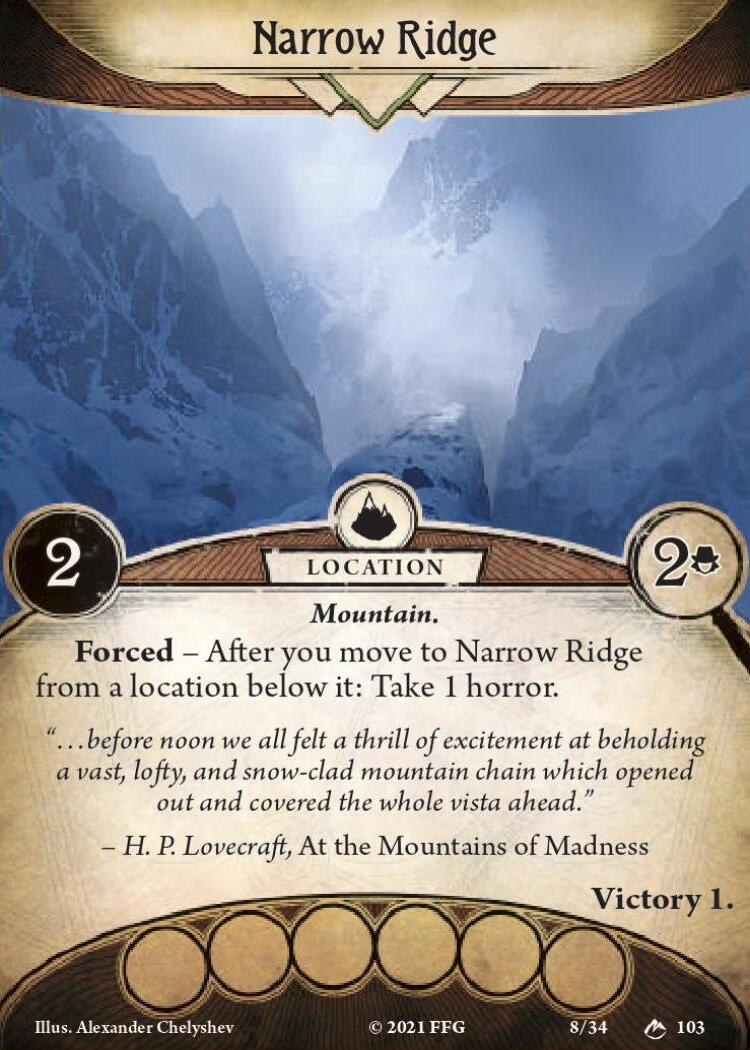 Narrow Ridge
2
2
LOCATION
Mountain.
Forced – After you move to Narrow Ridge
from a location below it: Take 1 horror.
“…before noon we all felt a thrill of excitement at beholding
a vast, lofty, and snow-clad mountain chain which opened
out and covered the whole vista ahead.”
– H. P. Lovecraft, At the Mountains of Madness
Victory 1.
Illus. Alexander Chelyshev © 2021 FFG 8/34 103